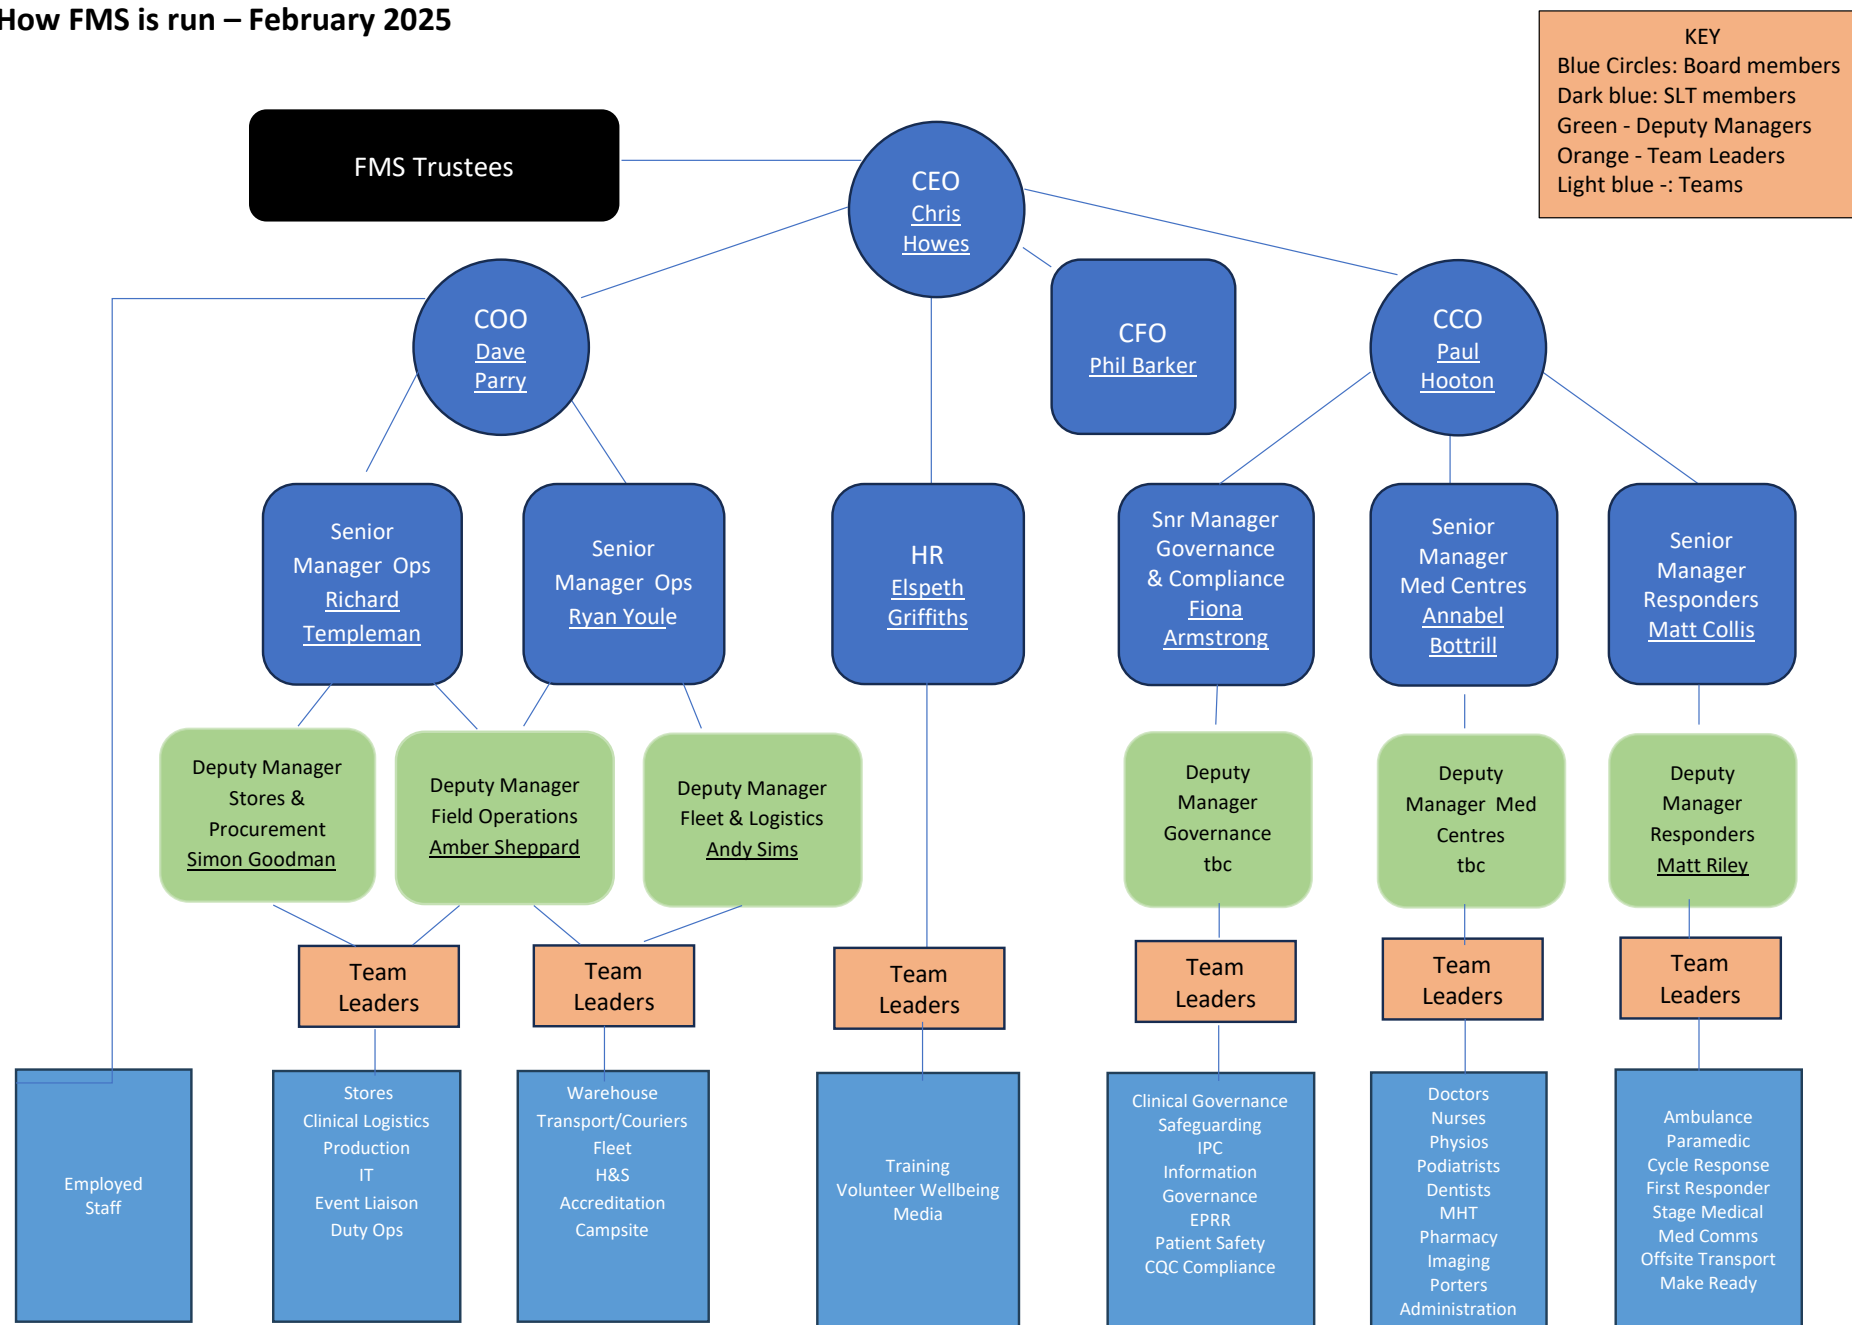 How FMS is run – February 2025
KEY
Blue Circles: Board members
Dark blue: SLT members
Green - Deputy Managers
Orange - Team Leaders
Light blue -: Teams
FMS Trustees
CEO
Chris
Howes
COO
Dave
Parry
CFO
Phil Barker
CCO
Paul
Hooton
Senior
Manager Ops
Richard
Templeman
Senior
Manager Ops
Ryan Youle
HR
Elspeth
Griffiths
Snr Manager
Governance
& Compliance
Fiona
Armstrong
Senior
Manager
Med Centres
Annabel
Bottrill
Senior
Manager
Responders
Matt Collis
Deputy Manager
Stores &
Procurement
Simon Goodman
Deputy Manager
Field Operations
Amber Sheppard
Deputy Manager
Fleet & Logistics
Andy Sims
Deputy
Manager
Governance
tbc
Deputy
Manager Med
Centres
tbc
Deputy
Manager
Responders
Matt Riley
Team
Leaders
Team
Leaders
Team
Leaders
Team
Leaders
Team
Leaders
Team
Leaders
Employed
Staff
Stores
Clinical Logistics
Production
IT
Event Liaison
Duty Ops
Warehouse
Transport/Couriers
Fleet
H&S
Accreditation
Campsite
Training
Volunteer Wellbeing
Media
Clinical Governance
Safeguarding
IPC
Information
Governance
EPRR
Patient Safety
CQC Compliance
Doctors
Nurses
Physios
Podiatrists
Dentists
MHT
Pharmacy
Imaging
Porters
Administration
Ambulance
Paramedic
Cycle Response
First Responder
Stage Medical
Med Comms
Offsite Transport
Make Ready